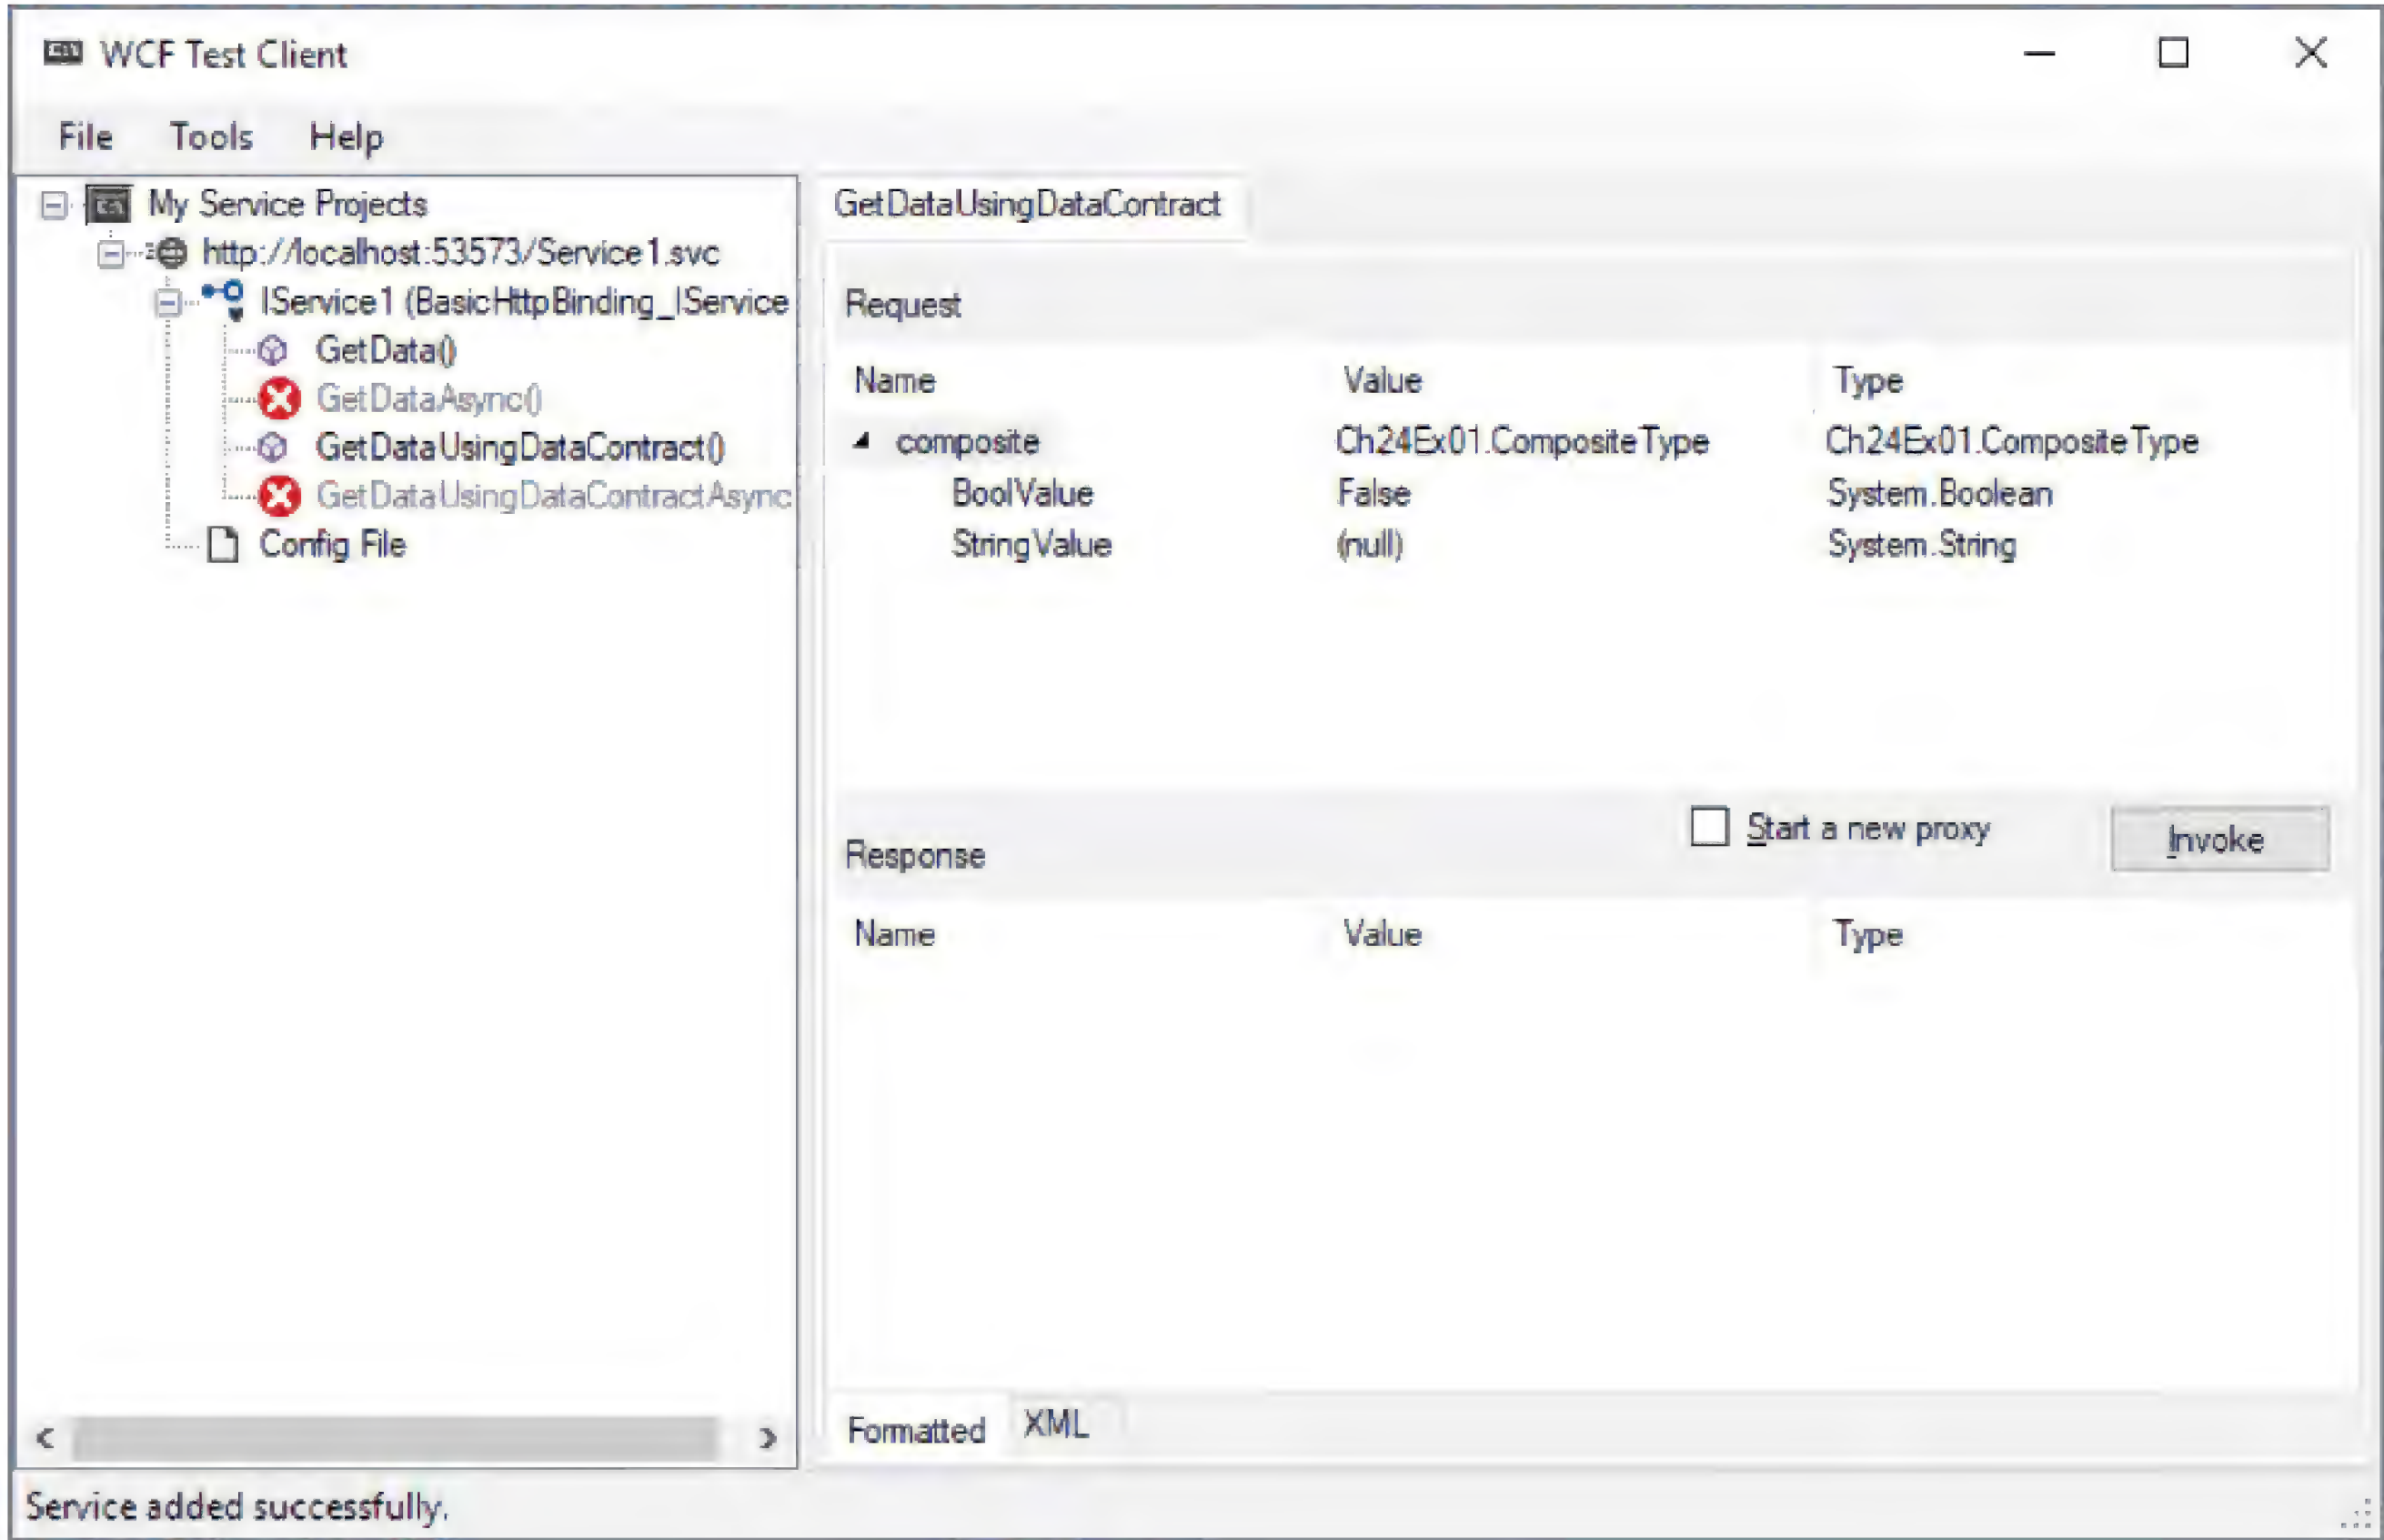 WCF Test Client
File Tools Help
My Service Projects
http://localhost:53573/Service1.svc
IService1 (BasicHttpBinding_IService
GetData()
GetDataAsync()
GetDataUsingDataContract()
GetDataUsingDataContractAsync
Config File
GetDataUsingDataContract
Request
Name Value Type
composite Ch24Ex01.CompositeType Ch24Ex01.CompositeType
BoolValue False System.Boolean
StringValue (null) System.String
Response
Start a new proxy
Invoke
Name Value Type
Formatted XML
Service added successfully.